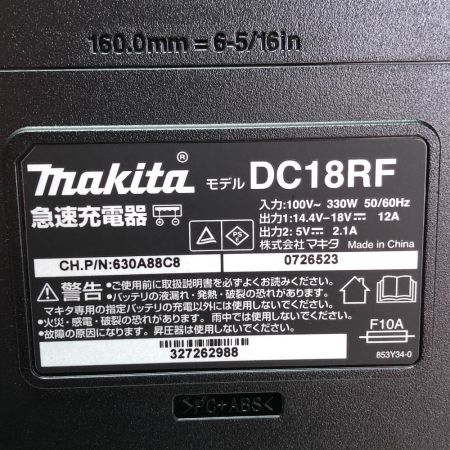 160.0mm = 6-5/16in
makita® モデル DC18RF
急速充電器
入力:100V~ 330W 50/60Hz
出力1:14.4V-18V⎓ 12A
出力2: 5V⎓ 2.1A
株式会社マキタ Made in China
PS E
CH.P/N:630A88C8
0726523
⚠警告
●ご使用前に取扱説明書を必ずよくお読みください。
●バッテリの液漏れ・発熱・破裂の恐れがあります。
マキタ専用の指定バッテリの充電以外には使用しないでください。
●火災・感電・破裂の恐れがあります。雨中では使用しないでください。
●故障の原因になります。昇圧器は使用しないでください。
F10A
327262988
853Y34-0
>PC+ABS<